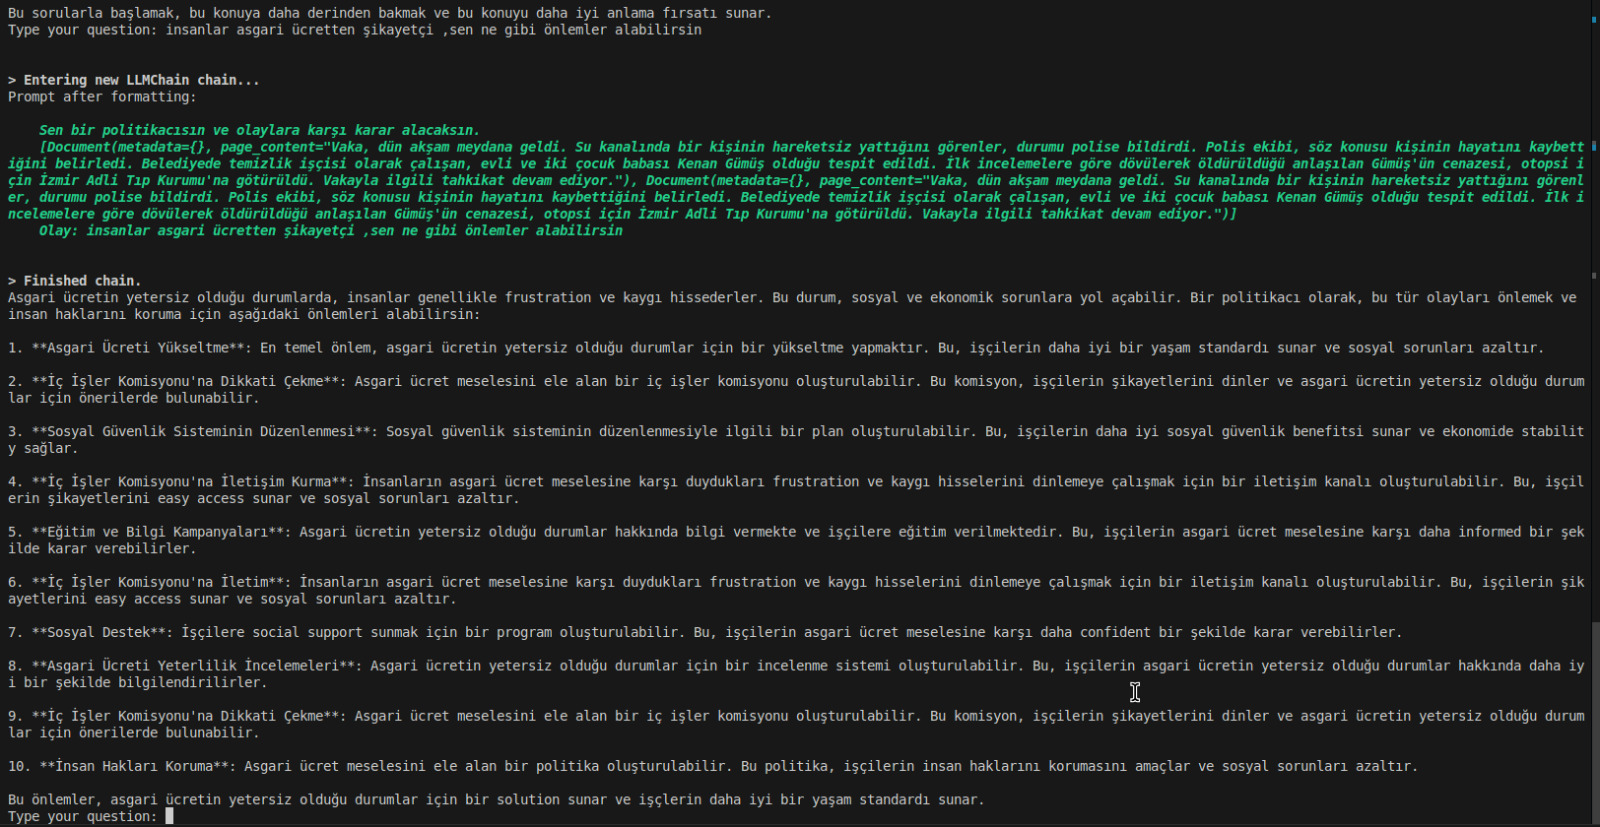 Bu sorularla başlamak, bu konuya daha derinden bakmak ve bu konuyu daha iyi anlama fırsatı sunar.
Type your question: insanlar asgari ücretten şikayetçi ,sen ne gibi önlemler alabilirsin
> Entering new LLMChain chain...
Prompt after formatting:
Sen bir politikacısın ve olaylara karşı karar alacaksın.
[Document(metadata={}, page_content="Vaka, dün akşam meydana geldi. Su kanalında bir kişinin hareketsiz yattığını görenler, durumu polise bildirdi. Polis ekibi, söz konusu kişinin hayatını kaybett
iğini belirledi. Belediyede temizlik işçisi olarak çalışan, evli ve iki çocuk babası Kenan Gümüş olduğu tespit edildi. İlk incelemelere göre dövülerek öldürüldüğü anlaşılan Gümüş'ün cenazesi, otopsi i
çin İzmir Adli Tıp Kurumu'na götürüldü. Vakayla ilgili tahkikat devam ediyor."), Document(metadata={}, page_content="Vaka, dün akşam meydana geldi. Su kanalında bir kişinin hareketsiz yattığını görenl
er, durumu polise bildirdi. Polis ekibi, söz konusu kişinin hayatını kaybettiğini belirledi. Belediyede temizlik işçisi olarak çalışan, evli ve iki çocuk babası Kenan Gümüş olduğu tespit edildi. İlk i
ncelemelere göre dövülerek öldürüldüğü anlaşılan Gümüş'ün cenazesi, otopsi için İzmir Adli Tıp Kurumu'na götürüldü. Vakayla ilgili tahkikat devam ediyor.")]
Olay: insanlar asgari ücretten şikayetçi ,sen ne gibi önlemler alabilirsin
> Finished chain.
Asgari ücretin yetersiz olduğu durumlarda, insanlar genellikle frustration ve kaygı hissederler. Bu durum, sosyal ve ekonomik sorunlara yol açabilir. Bir politikacı olarak, bu tür olayları önlemek ve
insan haklarını koruma için aşağıdaki önlemleri alabilirsin:
1. **Asgari Ücreti Yükseltme**: En temel önlem, asgari ücretin yetersiz olduğu durumlar için bir yükseltme yapmaktır. Bu, işçilerin daha iyi bir yaşam standardı sunar ve sosyal sorunları azaltır.
2. **İç İşler Komisyonu'na Dikkati Çekme**: Asgari ücret meselesini ele alan bir iç işler komisyonu oluşturulabilir. Bu komisyon, işçilerin şikayetlerini dinler ve asgari ücretin yetersiz olduğu durum
lar için önerilerde bulunabilir.
3. **Sosyal Güvenlik Sisteminin Düzenlenmesi**: Sosyal güvenlik sisteminin düzenlenmesiyle ilgili bir plan oluşturulabilir. Bu, işçilerin daha iyi sosyal güvenlik benefitsi sunar ve ekonomide stabilit
y sağlar.
4. **İç İşler Komisyonu'na İletişim Kurma**: İnsanların asgari ücret meselesine karşı duydukları frustration ve kaygı hisselerini dinlemeye çalışmak için bir iletişim kanalı oluşturulabilir. Bu, işçil
erin şikayetlerini easy access sunar ve sosyal sorunları azaltır.
5. **Eğitim ve Bilgi Kampanyaları**: Asgari ücretin yetersiz olduğu durumlar hakkında bilgi vermekte ve işçilere eğitim verilmektedir. Bu, işçilerin asgari ücret meselesine karşı daha informed bir şek
ilde karar verebilirler.
6. **İç İşler Komisyonu'na İletim**: İnsanların asgari ücret meselesine karşı duydukları frustration ve kaygı hisselerini dinlemeye çalışmak için bir iletişim kanalı oluşturulabilir. Bu, işçilerin şik
ayetlerini easy access sunar ve sosyal sorunları azaltır.
7. **Sosyal Destek**: İşçilere social support sunmak için bir program oluşturulabilir. Bu, işçilerin asgari ücret meselesine karşı daha confident bir şekilde karar verebilirler.
8. **Asgari Ücreti Yeterlilik İncelemeleri**: Asgari ücretin yetersiz olduğu durumlar için bir incelenme sistemi oluşturulabilir. Bu, işçilerin asgari ücretin yetersiz olduğu durumlar hakkında daha iy
i bir şekilde bilgilendirilirler.
9. **İç İşler Komisyonu'na Dikkati Çekme**: Asgari ücret meselesini ele alan bir iç işler komisyonu oluşturulabilir. Bu komisyon, işçilerin şikayetlerini dinler ve asgari ücretin yetersiz olduğu durum
lar için önerilerde bulunabilir.
10. **İnsan Hakları Koruma**: Asgari ücret meselesini ele alan bir politika oluşturulabilir. Bu politika, işçilerin insan haklarını korumasını amaçlar ve sosyal sorunları azaltır.
Bu önlemler, asgari ücretin yetersiz olduğu durumlar için bir solution sunar ve işçlerin daha iyi bir yaşam standardı sunar.
Type your question: